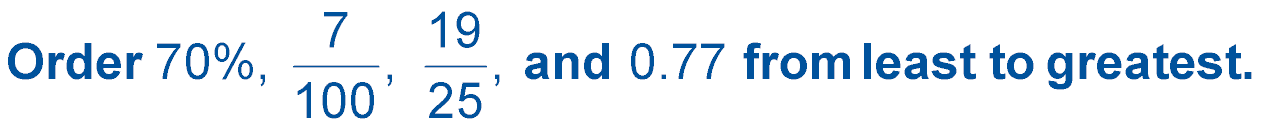 Order 70%, 7/100, 19/25, and 0.77 from least to greatest.